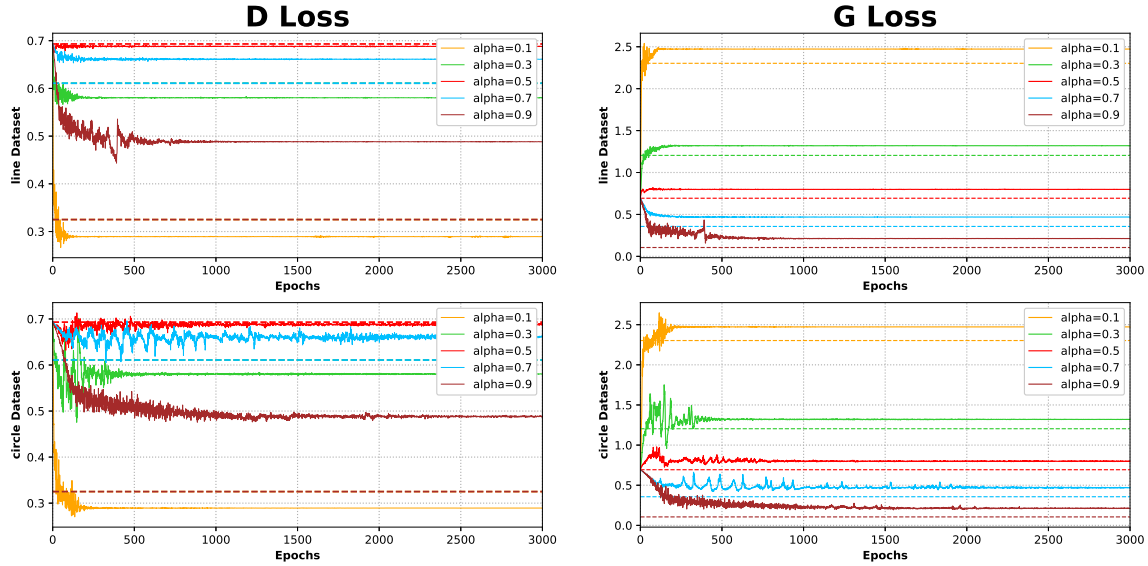 D Loss
G Loss
line Dataset
0.7
0.6
0.5
0.4
0.3
alpha=0.1
alpha=0.3
alpha=0.5
alpha=0.7
alpha=0.9
0
500
1000
1500
2000
2500
3000
Epochs
line Dataset
2.5
2.0
1.5
1.0
0.5
0.0
alpha=0.1
alpha=0.3
alpha=0.5
alpha=0.7
alpha=0.9
0
500
1000
1500
2000
2500
3000
Epochs
circle Dataset
0.7
0.6
0.5
0.4
0.3
alpha=0.1
alpha=0.3
alpha=0.5
alpha=0.7
alpha=0.9
0
500
1000
1500
2000
2500
3000
Epochs
circle Dataset
2.5
2.0
1.5
1.0
0.5
0.0
alpha=0.1
alpha=0.3
alpha=0.5
alpha=0.7
alpha=0.9
0
500
1000
1500
2000
2500
3000
Epochs